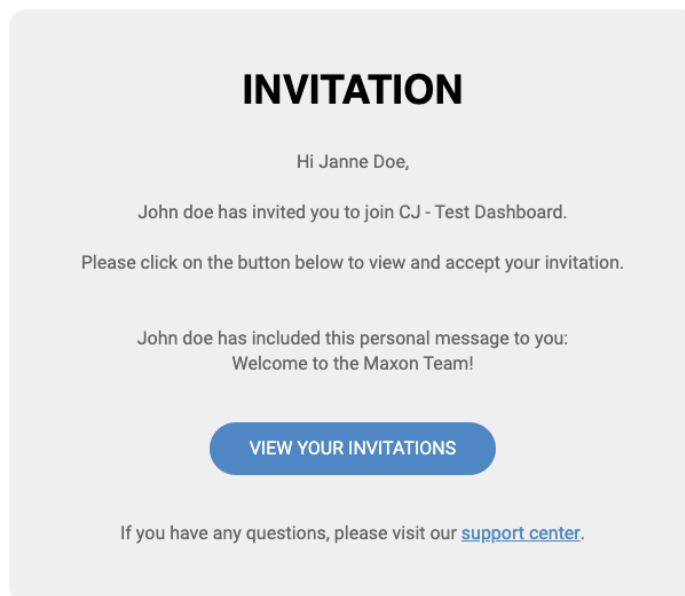 INVITATION
Hi Janne Doe,
John doe has invited you to join CJ - Test Dashboard.
Please click on the button below to view and accept your invitation.
John doe has included this personal message to you:
Welcome to the Maxon Team!
VIEW YOUR INVITATIONS
If you have any questions, please visit our support center.